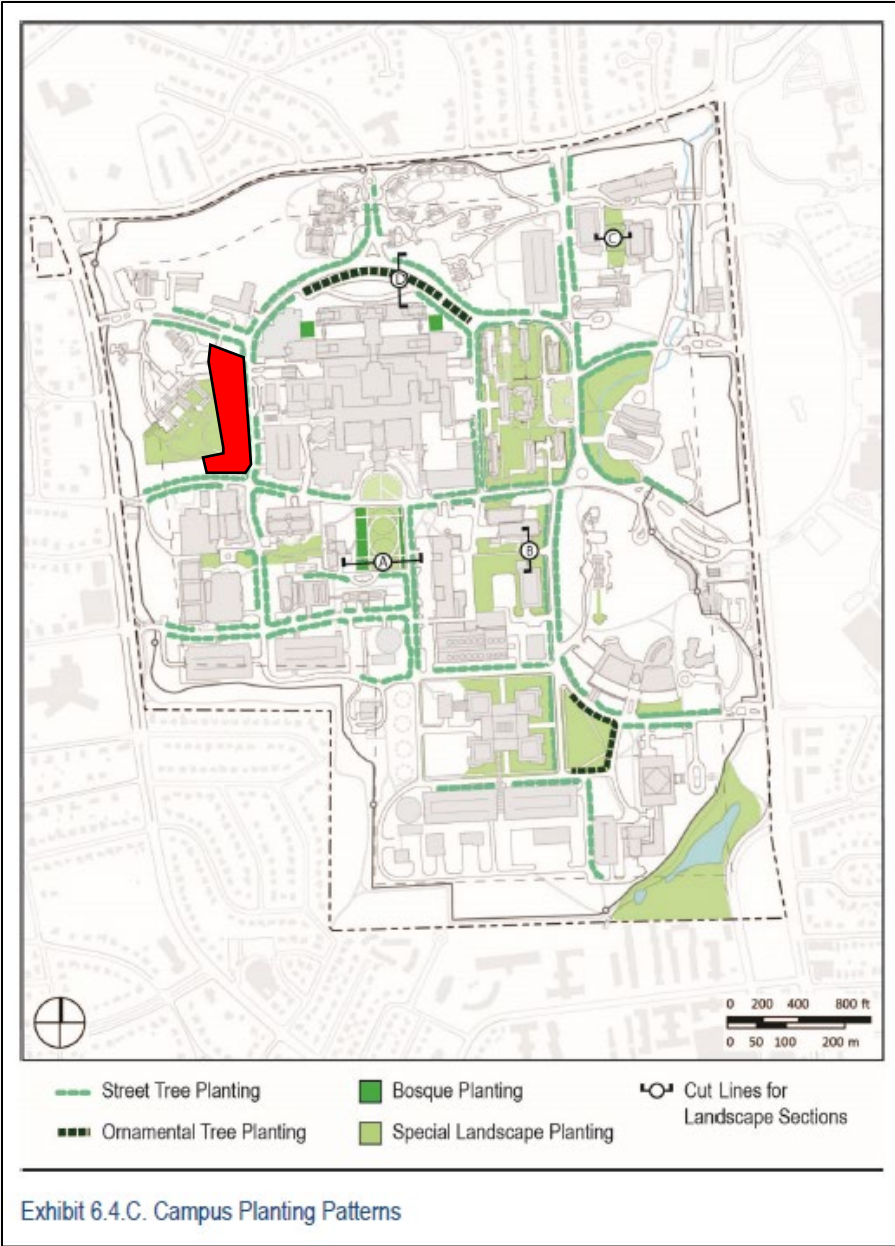 D
C
B
A
0 200 400 800 ft
0 50 100 200 m
Street Tree Planting
Bosque Planting
Cut Lines for
Landscape Sections
Ornamental Tree Planting
Special Landscape Planting
Exhibit 6.4.C. Campus Planting Patterns